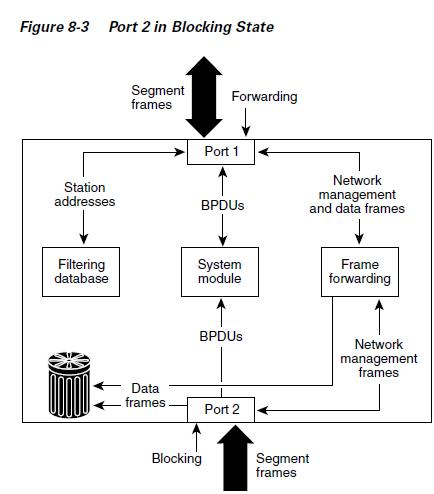 Figure 8-3 Port 2 in Blocking State
Segment
frames
Forwarding
Port 1
Station
addresses
BPDUs
Network
management
and data frames
Filtering
database
System
module
Frame
forwarding
BPDUs
Network
management
frames
Data
frames
Port 2
Blocking
Segment
frames